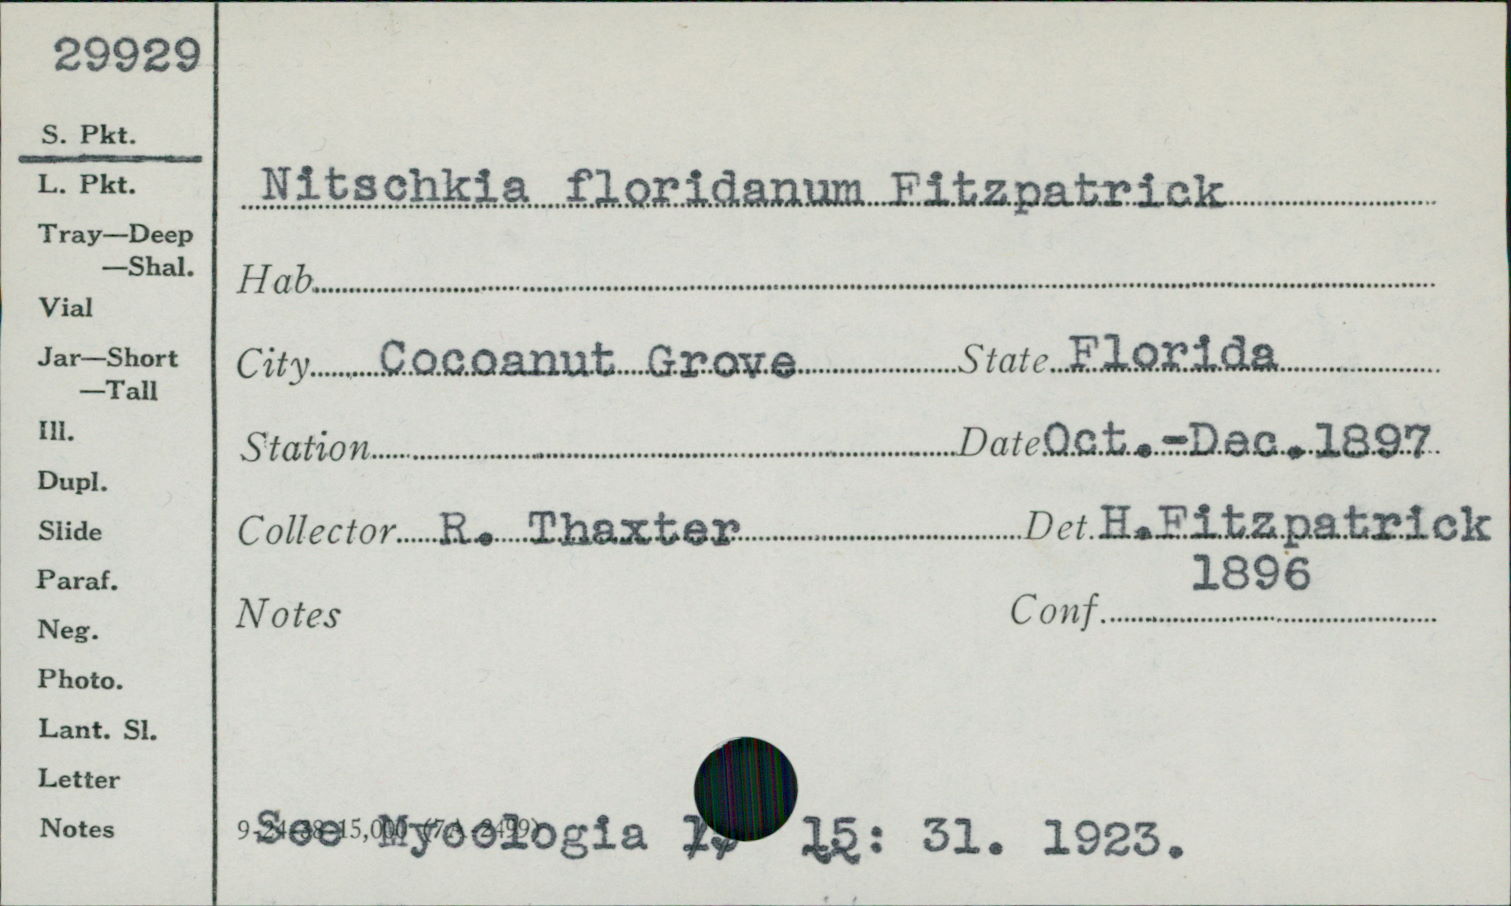 29929
S. Pkt.
L. Pkt.
Tray—Deep
—Shal.
Vial
Jar—Short
—Tall
Ill.
Dupl.
Slide
Paraf.
Neg.
Photo.
Lant. Sl.
Letter
Notes
Nitschkia floridanum Fitzpatrick
Hab.
City Cocoanut Grove State Florida
Station Date Oct.-Dec. 1897
Collector R. Thaxter Det. H. Fitzpatrick
1896
Notes Conf.
See Mycologia 15: 31. 1923.